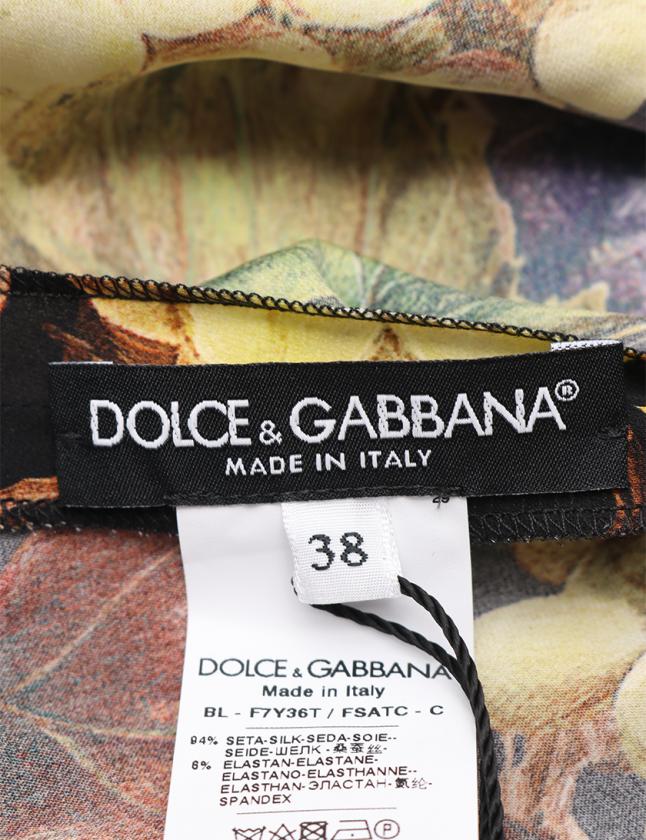 DOLCE & GABBANA®
MADE IN ITALY
38
DOLCE & GABBANA
Made in Italy
BL - F7Y36T / FSATC - C
94% SETA-SILK-SEDA-SOIE--
SEIDE-ШЕЛК-桑蚕丝-
6% ELASTAN-ELASTANE-
ELASTANO-ELASTHANNE--
ELASTHAN-ЭЛАСТАН-氨纶-
SPANDEX